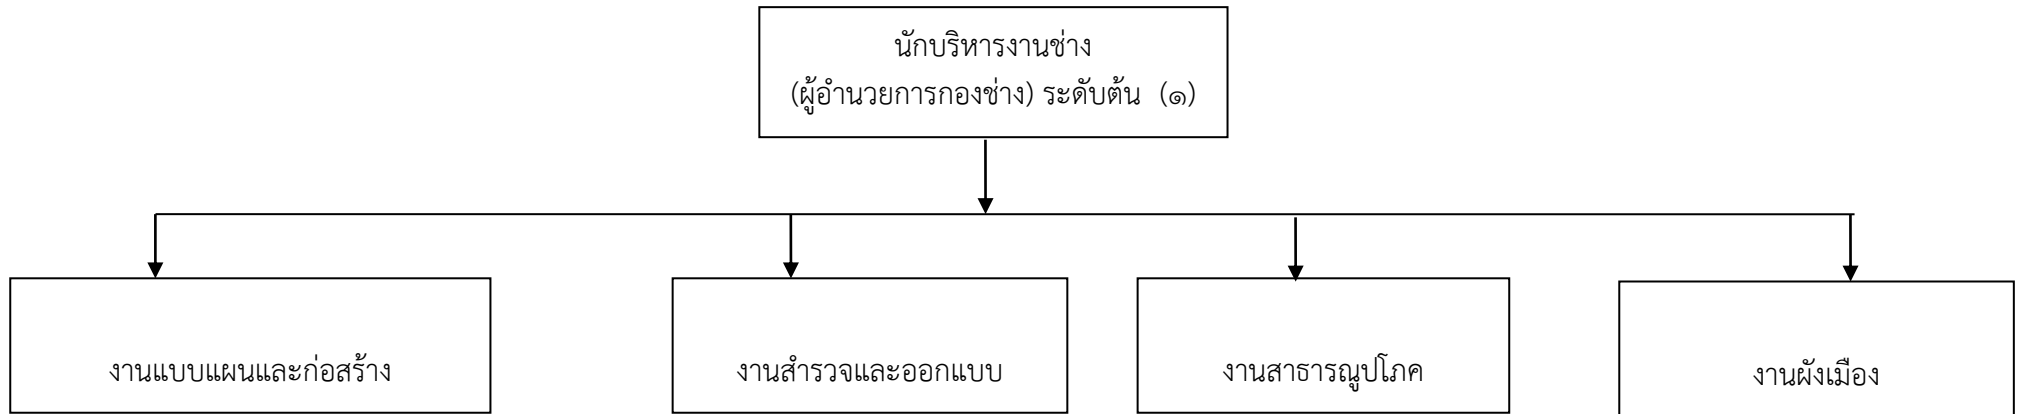 นักบริหารงานช่าง
(ผู้อำนวยการกองช่าง) ระดับต้น (๑)
งานแบบแผนและก่อสร้าง
งานสำรวจและออกแบบ
งานสาธารณูปโภค
งานผังเมือง